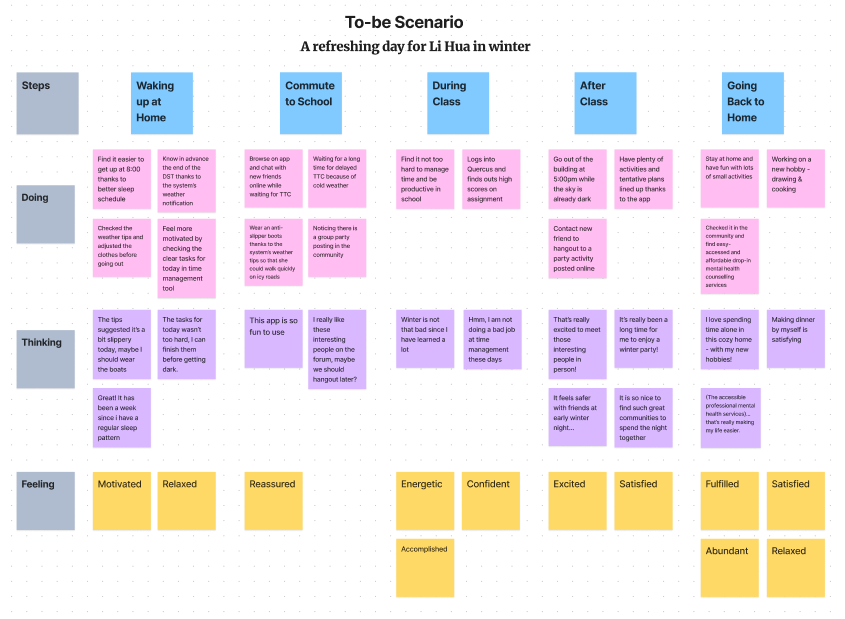 To-be Scenario
A refreshing day for Li Hua in winter
Steps
Waking
up at
Home
Commute
to School
During
Class
After
Class
Going
Back to
Home
Doing
Find it easier to
get up at 8:00
thanks to
better sleep
schedule
Know in advance
the end of the
DST thanks to
the system's
weather
notification
Checked the
weather tips and
adjusted the
clothes before
going out
Feel more
motivated by
checking the
clear tasks for
today in time
management
tool
Browse on app
and chat with
new friends
online while
waiting for TTC
Waiting for a long
time for delayed
TTC because of
cold weather
Wear an anti-
slipper boots
thanks to the
system's weather
tips so that she
could walk quickly
on icy roads
Noticing there is
a group party
posting in the
community
Find it not too
hard to manage
time and be
productive in
school
Logs into
Quercus and
finds outs high
scores on
assignment
Go out of the
building at
5:00pm while
the sky is
already dark
Have plenty of
activities and
tentative plans
lined up thanks
to the app
Contact new
friend to
hangout to a
party activity
posted online
Stay at home and
have fun with lots
of small activities
Working on a
new hobby -
drawing &
cooking
Checked it in the
community and
find easy-
accessed and
affordable drop-in
mental health
counselling
services
Thinking
The tips
suggested it's a
bit slippery
today, maybe I
should wear
the boats
The tasks for
today wasn't
too hard, I can
finish them
before getting
dark.
Great! It has
been a week
since i have a
regular sleep
pattern
This app is so
fun to use
I really like
these
interesting
people on the
forum, maybe
we should
hangout later?
Winter is not
that bad since I
have learned a
lot
Hmm, I am not
doing a bad job
at time
management
these days
That's really
excited to meet
those
interesting
people in
person!
It's really been a
long time for
me to enjoy a
winter party!
It feels safer
with friends at
early winter
night...
It is so nice to
find such great
communities to
spend the night
together
I love spending
time alone in
this cozy home
- with my new
hobbies!
Making dinner
by myself is
satisfying
(The accessible
professional mental
health services)...
that's really making
my life easier.
Feeling
Motivated
Relaxed
Reassured
Energetic
Confident
Accomplished
Excited
Satisfied
Fulfilled
Satisfied
Abundant
Relaxed